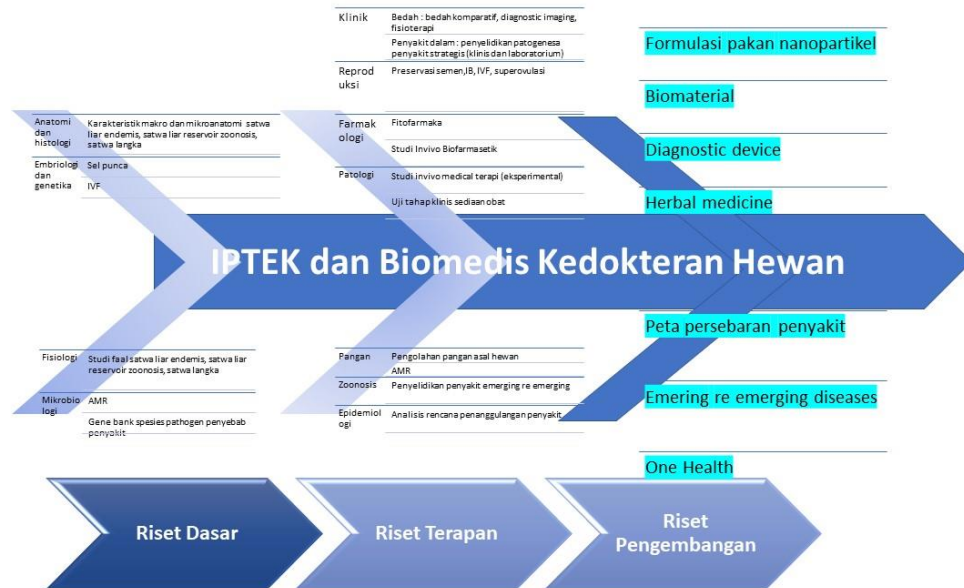 Klinik
Bedah : bedah komparatif, diagnostic imaging,
fisioterapi
Penyakit dalam : penyelidikan patogenesa
penyakit strategis (klinis dan laboratorium)
Reprod
uksi
Preservasi semen,IB, IVF, superovulasi
Formulasi pakan nanopartikel
Biomaterial
Anatomi
dan
histologi
Karakteristik makro dan mikroanatomi satwa
liar endemis, satwa liar reservoir zoonosis,
satwa langka
Embriologi
dan
genetika
Sel punca
IVF
Farmak
ologi
Fitofarmaka
Studi Invivo Biofarmasetik
Patologi
Studi invivo medical terapi (eksperimental)
Uji tahap klinis sediaan obat
Diagnostic device
Herbal medicine
IPTEK dan Biomedis Kedokteran Hewan
Fisiologi
Studi faal satwa liar endemis, satwa liar
reservoir zoonosis, satwa langka
Mikrobio
logi
AMR
Gene bank spesies pathogen penyebab
penyakit
Pangan
Pengolahan pangan asal hewan
AMR
Zoonosis
Penyelidikan penyakit emerging re emerging
Epidemiol
ogi
Analisis rencana penanggulangan penyakit
Peta persebaran penyakit
Emering re emerging diseases
One Health
Riset Dasar
Riset Terapan
Riset
Pengembangan